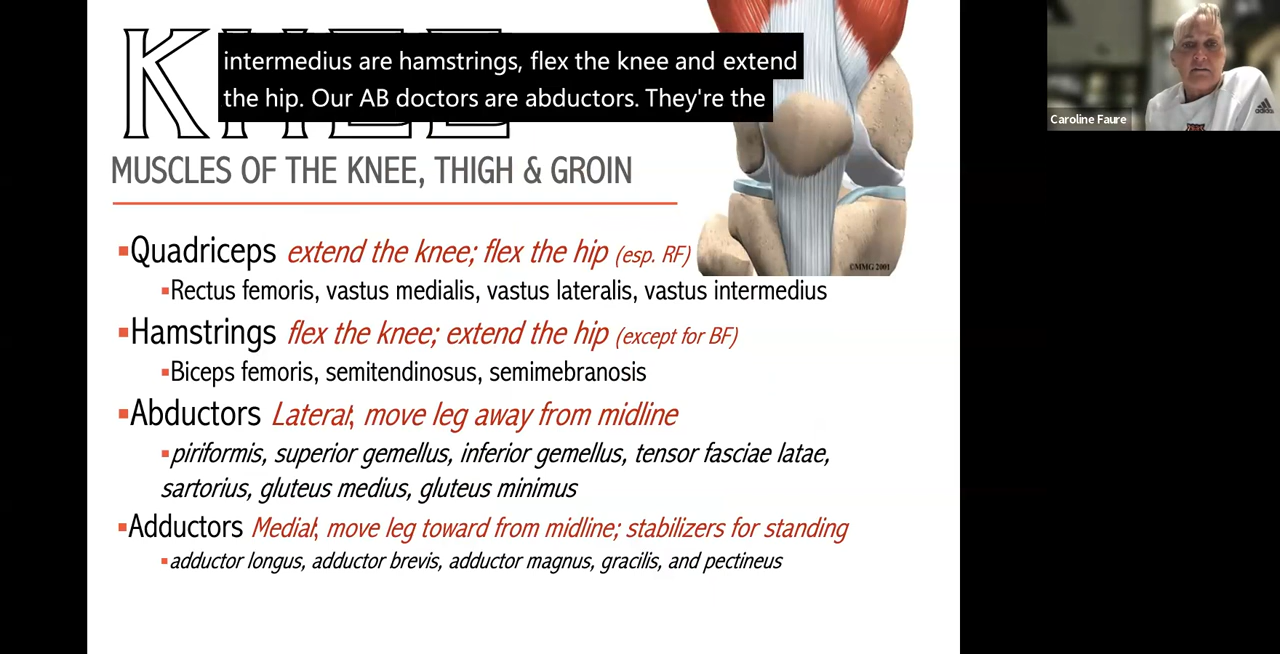 KNEE
intermedius are hamstrings, flex the knee and extend
the hip. Our AB doctors are abductors. They're the
MUSCLES OF THE KNEE, THIGH & GROIN
▪Quadriceps extend the knee; flex the hip (esp. RF)
▪Rectus femoris, vastus medialis, vastus lateralis, vastus intermedius
▪Hamstrings flex the knee; extend the hip (except for BF)
▪Biceps femoris, semitendinosus, semimebranosis
▪Abductors Lateral; move leg away from midline
▪piriformis, superior gemellus, inferior gemellus, tensor fasciae latae,
sartorius, gluteus medius, gluteus minimus
▪Adductors Medial; move leg toward from midline; stabilizers for standing
▪adductor longus, adductor brevis, adductor magnus, gracilis, and pectineus
©MMG 2001
Caroline Faure
adidas